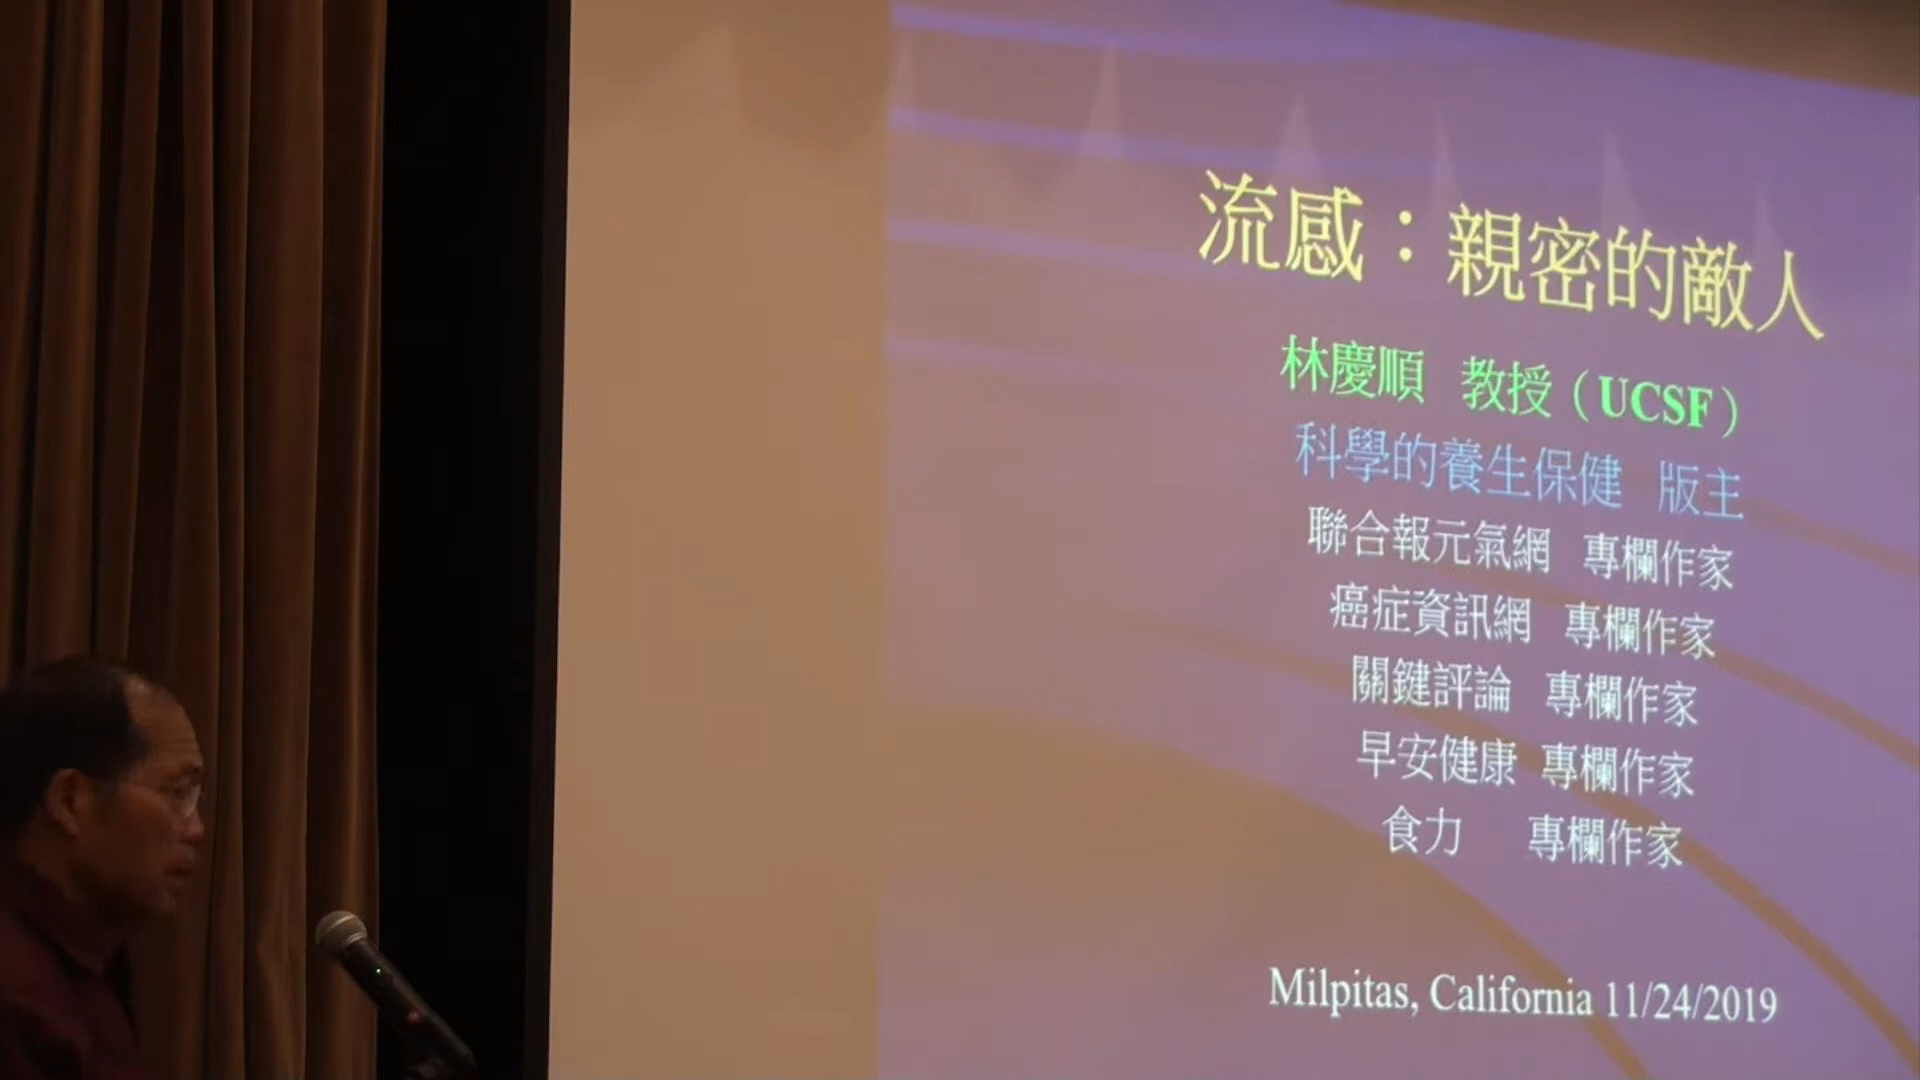 流感：親密的敵人
林慶順 教授（UCSF）
科學的養生保健 版主
聯合報元氣網 專欄作家
癌症資訊網 專欄作家
關鍵評論 專欄作家
早安健康 專欄作家
食力 專欄作家
Milpitas, California 11/24/2019